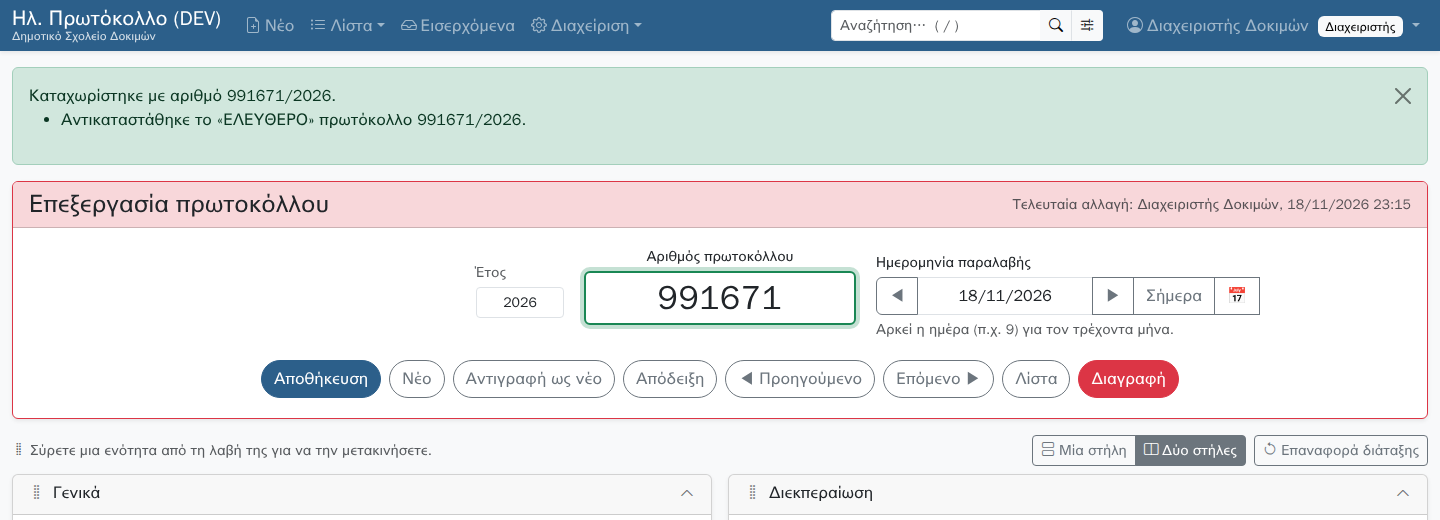 Ηλ. Πρωτόκολλο (DEV)
Δημοτικό Σχολείο Δοκιμών
Νέο
Λίστα
Εισερχόμενα
Διαχείριση
Αναζήτηση… ( / )
Διαχειριστής Δοκιμών
Διαχειριστής
Καταχωρίστηκε με αριθμό 991671/2026.
• Αντικαταστάθηκε το «ΕΛΕΥΘΕΡΟ» πρωτόκολλο 991671/2026.
Επεξεργασία πρωτοκόλλου
Τελευταία αλλαγή: Διαχειριστής Δοκιμών, 18/11/2026 23:15
Έτος
2026
Αριθμός πρωτοκόλλου
991671
Ημερομηνία παραλαβής
◀ 18/11/2026 ▶ Σήμερα
Αρκεί η ημέρα (π.χ. 9) για τον τρέχοντα μήνα.
Αποθήκευση
Νέο
Αντιγραφή ως νέο
Απόδειξη
◀ Προηγούμενο
Επόμενο ▶
Λίστα
Διαγραφή
Σύρετε μια ενότητα από τη λαβή της για να την μετακινήσετε.
Μία στήλη
Δύο στήλες
Επαναφορά διάταξης
Γενικά
Διεκπεραίωση